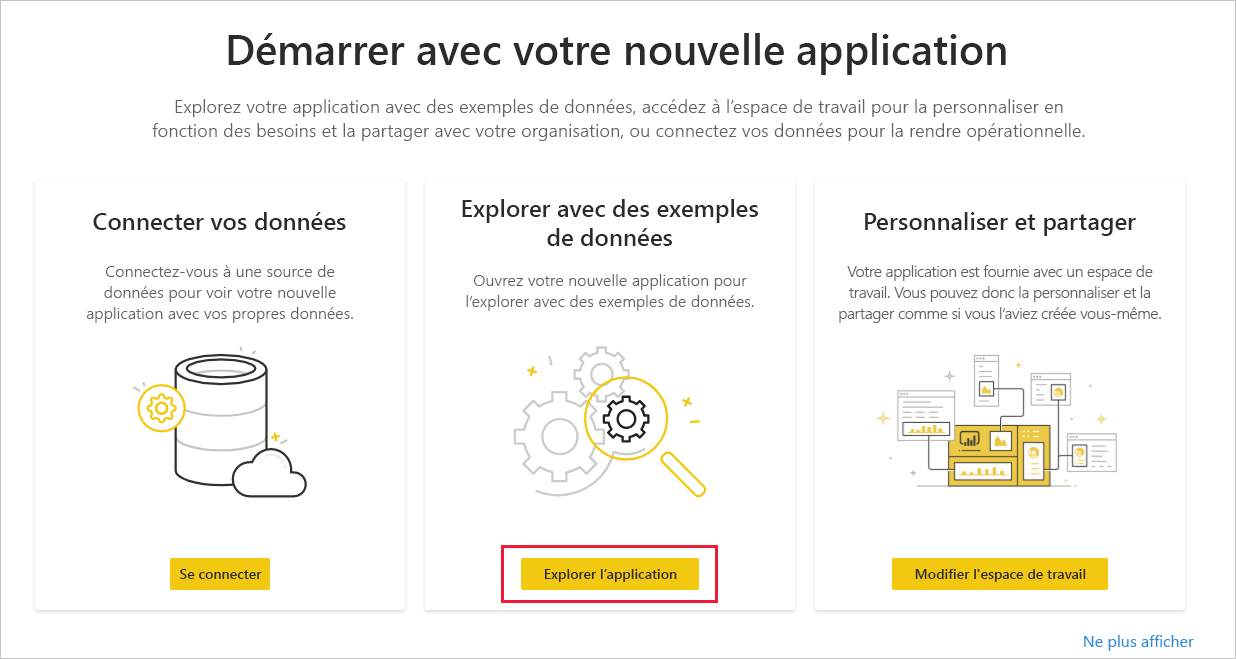 Démarrer avec votre nouvelle application
Explorez votre application avec des exemples de données, accédez à l’espace de travail pour la personnaliser en
fonction des besoins et la partager avec votre organisation, ou connectez vos données pour la rendre opérationnelle.
Connecter vos données
Connectez-vous à une source de
données pour voir votre nouvelle
application avec vos propres données.
Se connecter
Explorer avec des exemples
de données
Ouvrez votre nouvelle application pour
l’explorer avec des exemples de données.
Explorer l’application
Personnaliser et partager
Votre application est fournie avec un espace de
travail. Vous pouvez donc la personnaliser et la
partager comme si vous l’aviez créée vous-même.
Modifier l'espace de travail
Ne plus afficher